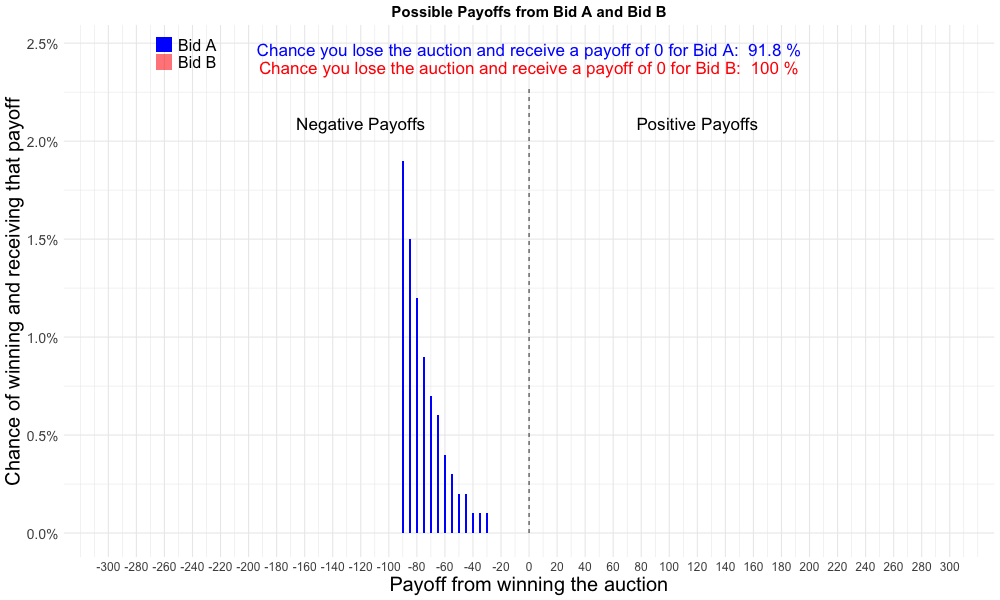 Possible Payoffs from Bid A and Bid B
Bid A
Bid B
Chance you lose the auction and receive a payoff of 0 for Bid A:  91.8 %
Chance you lose the auction and receive a payoff of 0 for Bid B:  100 %
Negative Payoffs
Positive Payoffs
Chance of winning and receiving that payoff
2.5%
2.0%
1.5%
1.0%
0.5%
0.0%
-300 -280 -260 -240 -220 -200 -180 -160 -140 -120 -100 -80 -60 -40 -20 0 20 40 60 80 100 120 140 160 180 200 220 240 260 280 300
Payoff from winning the auction